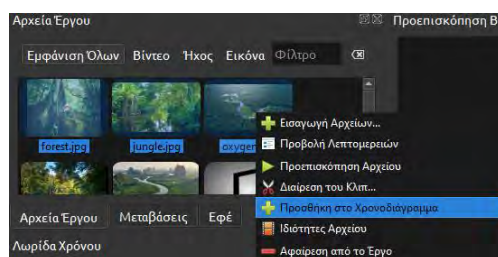 Αρχεία Έργου
Προεπισκόπηση Β
Εμφάνιση Όλων Βίντεο Ήχος Εικόνα Φίλτρο
forest.jpg jungle.jpg oxygen
Εισαγωγή Αρχείων...
Προβολή Λεπτομερειών
Προεπισκόπηση Αρχείου
Διαίρεση του Κλιπ...
Προσθήκη στο Χρονοδιάγραμμα
Ιδιότητες Αρχείου
Αφαίρεση από το Έργο
Αρχεία Έργου Μεταβάσεις Εφέ
Λωρίδα Χρόνου